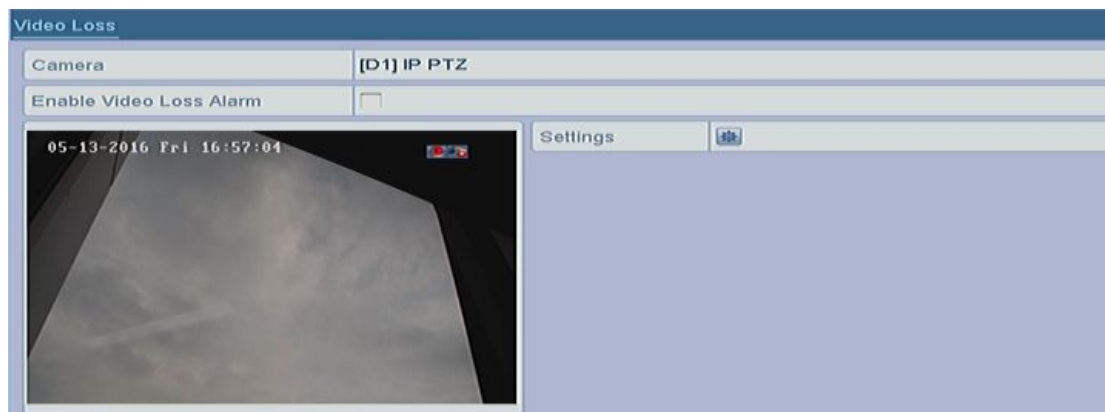 Video Loss
Camera [D1] IP PTZ
Enable Video Loss Alarm
Settings
05-13-2016 Fri 16:57:04